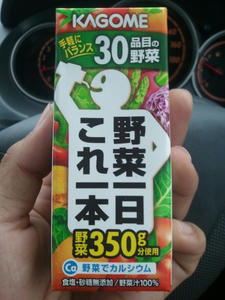 KAGOME
手軽に
バランス
30品目の野菜
野菜一日
これ一本
野菜350g分使用
Ca 野菜でカルシウム
食塩・砂糖無添加/野菜汁100%